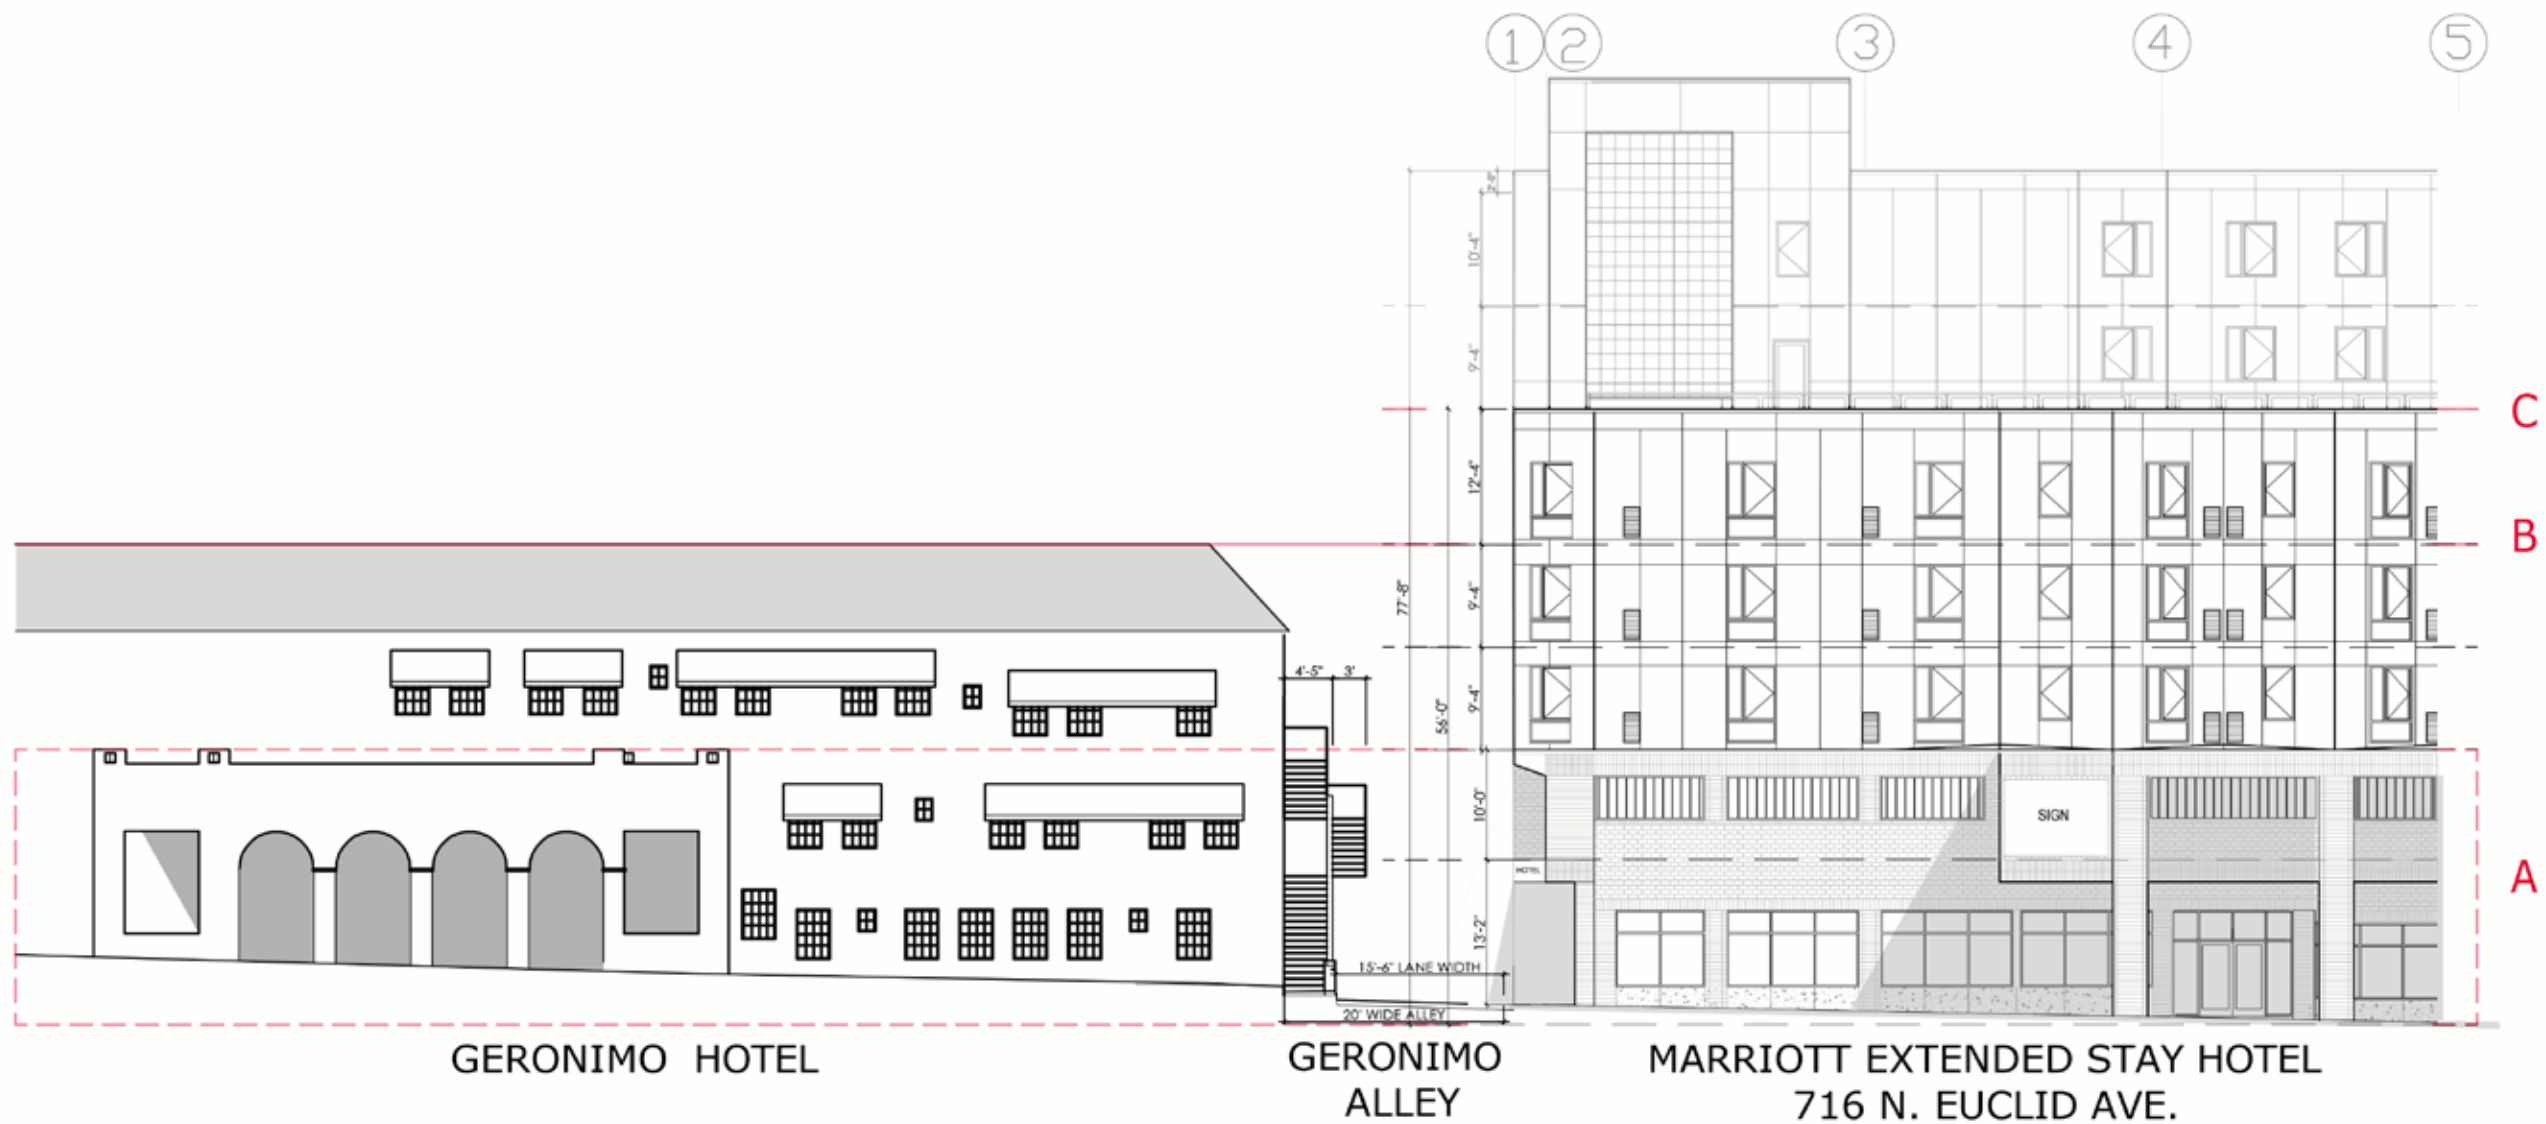 1 2 3 4 5
2'-0"
10'-4"
9'-4"
C
12'-4"
B
9'-4"
77'-8"
4'-5" 3'
9'-4"
56'-0"
10'-0"
SIGN
HOTEL
A
13'-2"
15'-6" LANE WIDTH
20' WIDE ALLEY
GERONIMO HOTEL
GERONIMO
ALLEY
MARRIOTT EXTENDED STAY HOTEL
716 N. EUCLID AVE.